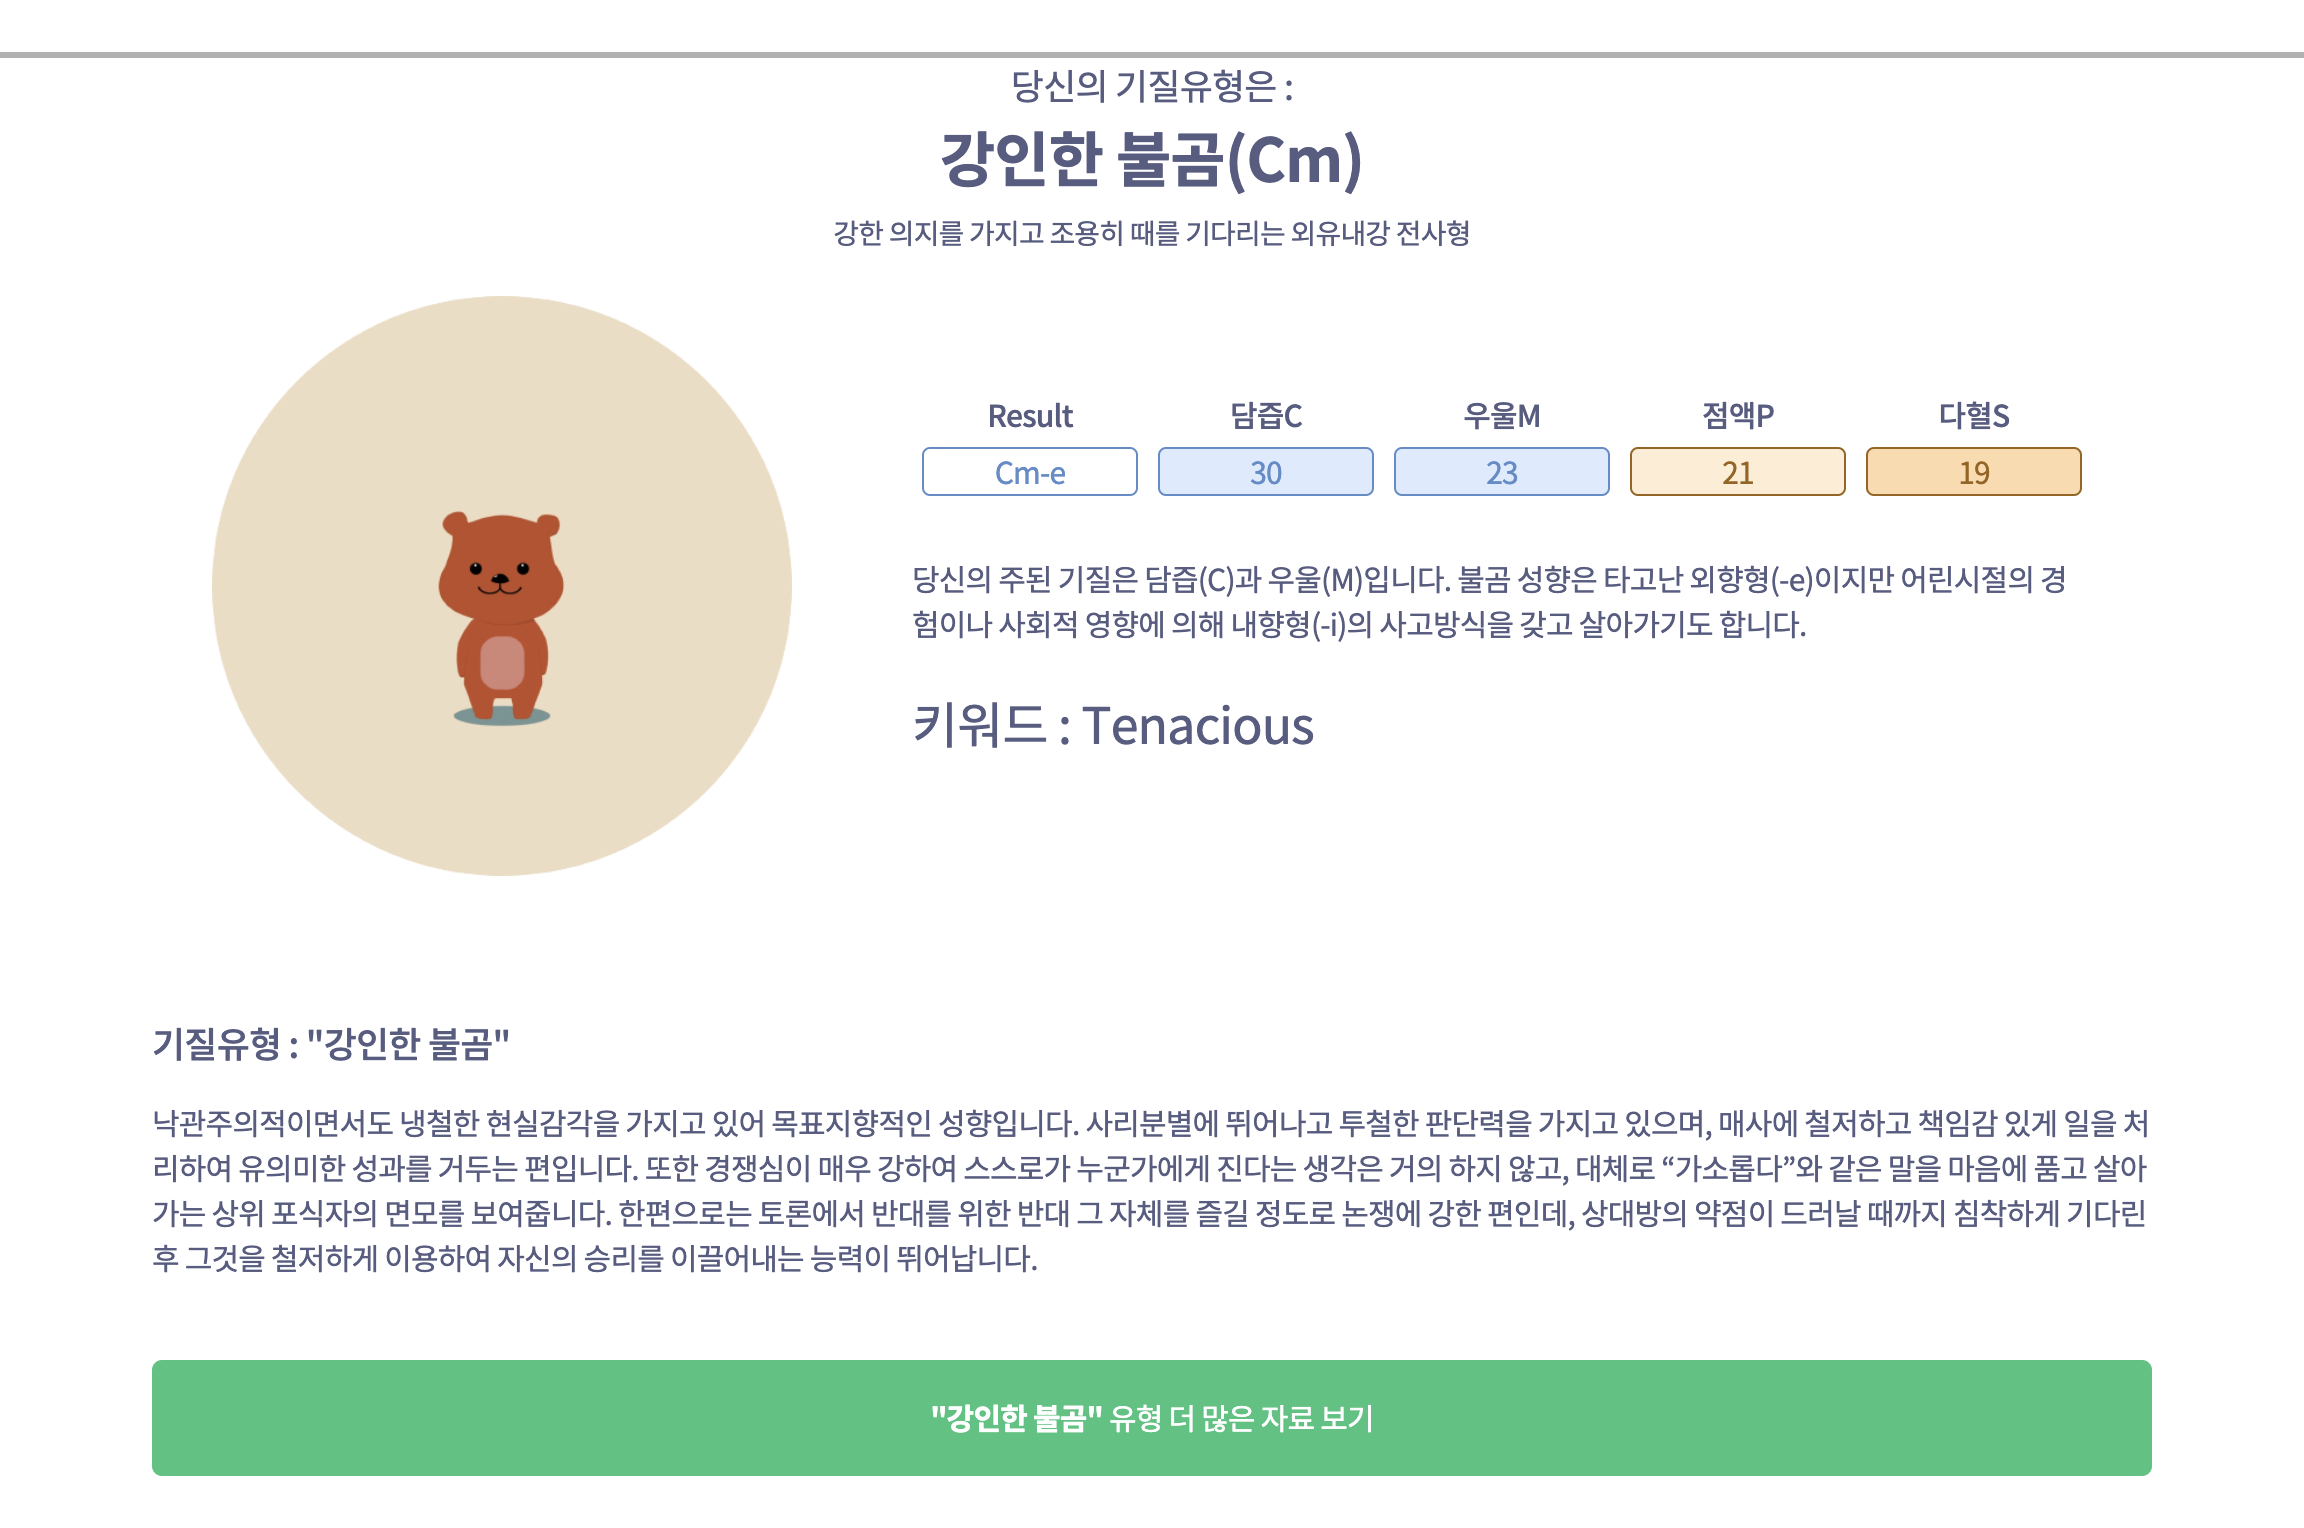 당신의 기질유형은 :
강인한 불곰(Cm)
강한 의지를 가지고 조용히 때를 기다리는 외유내강 전사형
Result 담즙C 우울M 점액P 다혈S
Cm-e 30 23 21 19
당신의 주된 기질은 담즙(C)과 우울(M)입니다. 불곰 성향은 타고난 외향형(-e)이지만 어린시절의 경
험이나 사회적 영향에 의해 내향형(-i)의 사고방식을 갖고 살아가기도 합니다.
키워드 : Tenacious
기질유형 : "강인한 불곰"
낙관주의적이면서도 냉철한 현실감각을 가지고 있어 목표지향적인 성향입니다. 사리분별에 뛰어나고 투철한 판단력을 가지고 있으며, 매사에 철저하고 책임감 있게 일을 처
리하여 유의미한 성과를 거두는 편입니다. 또한 경쟁심이 매우 강하여 스스로가 누군가에게 진다는 생각은 거의 하지 않고, 대체로 “가소롭다”와 같은 말을 마음에 품고 살아
가는 상위 포식자의 면모를 보여줍니다. 한편으로는 토론에서 반대를 위한 반대 그 자체를 즐길 정도로 논쟁에 강한 편인데, 상대방의 약점이 드러날 때까지 침착하게 기다린
후 그것을 철저하게 이용하여 자신의 승리를 이끌어내는 능력이 뛰어납니다.
"강인한 불곰" 유형 더 많은 자료 보기